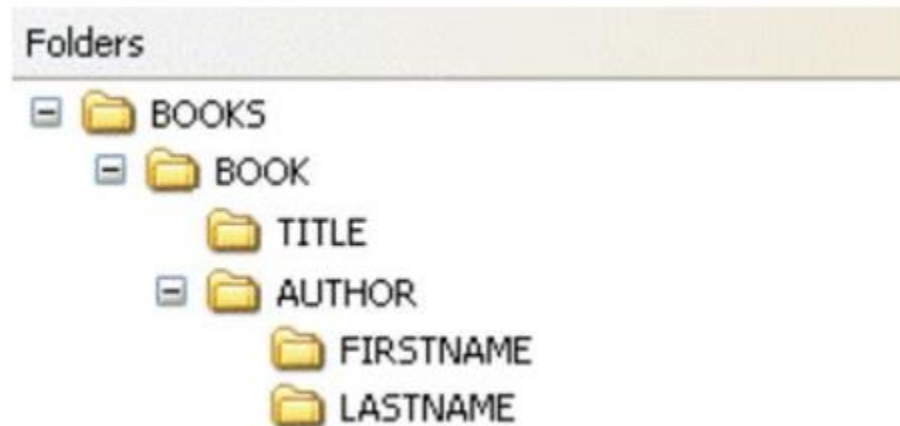 Folders
BOOKS
BOOK
TITLE
AUTHOR
FIRSTNAME
LASTNAME